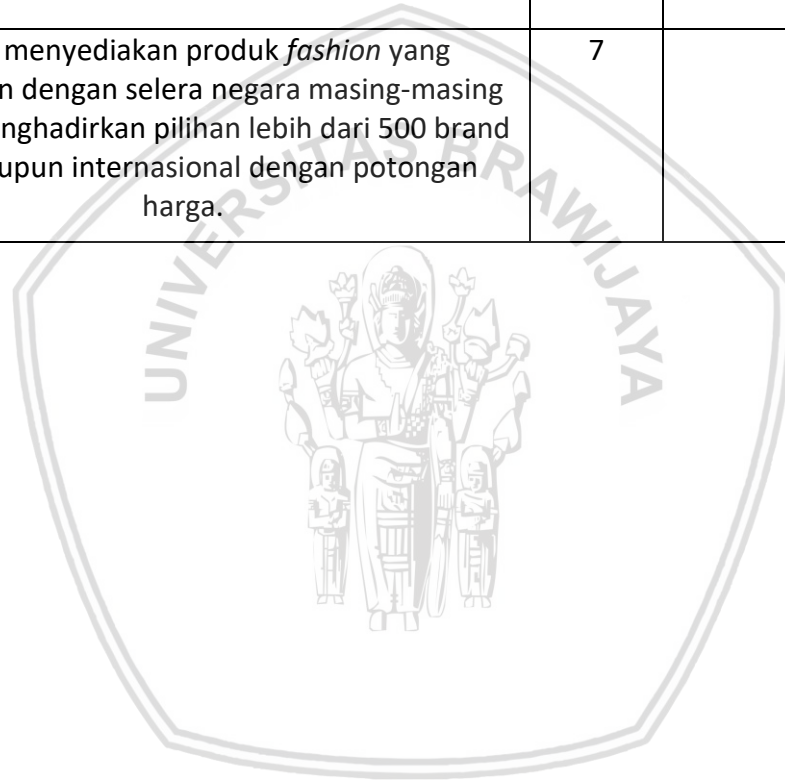 menyediakan produk fashion yang 7
n dengan selera negara masing-masing
nghadirkan pilihan lebih dari 500 brand
upun internasional dengan potongan
harga.
UNIVERSITAS BRAWIJAYA